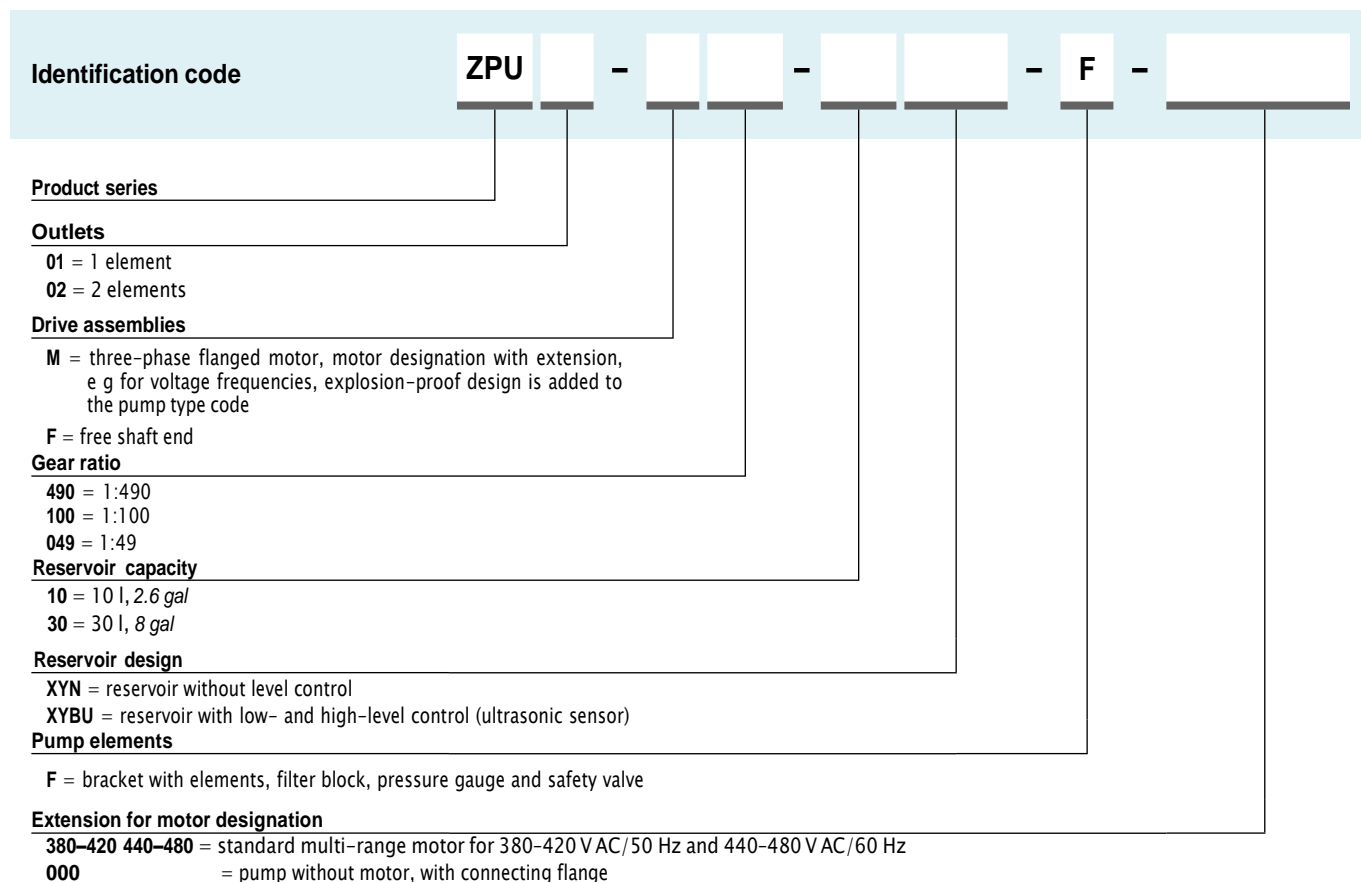 Identification code ZPU – – – F –
Product series
Outlets
01 = 1 element
02 = 2 elements
Drive assemblies
M = three-phase flanged motor, motor designation with extension,
e g for voltage frequencies, explosion-proof design is added to
the pump type code
F = free shaft end
Gear ratio
490 = 1:490
100 = 1:100
049 = 1:49
Reservoir capacity
10 = 10 l, 2.6 gal
30 = 30 l, 8 gal
Reservoir design
XYN = reservoir without level control
XYBU = reservoir with low- and high-level control (ultrasonic sensor)
Pump elements
F = bracket with elements, filter block, pressure gauge and safety valve
Extension for motor designation
380–420 440–480 = standard multi-range motor for 380-420 V AC/50 Hz and 440-480 V AC/60 Hz
000 = pump without motor, with connecting flange